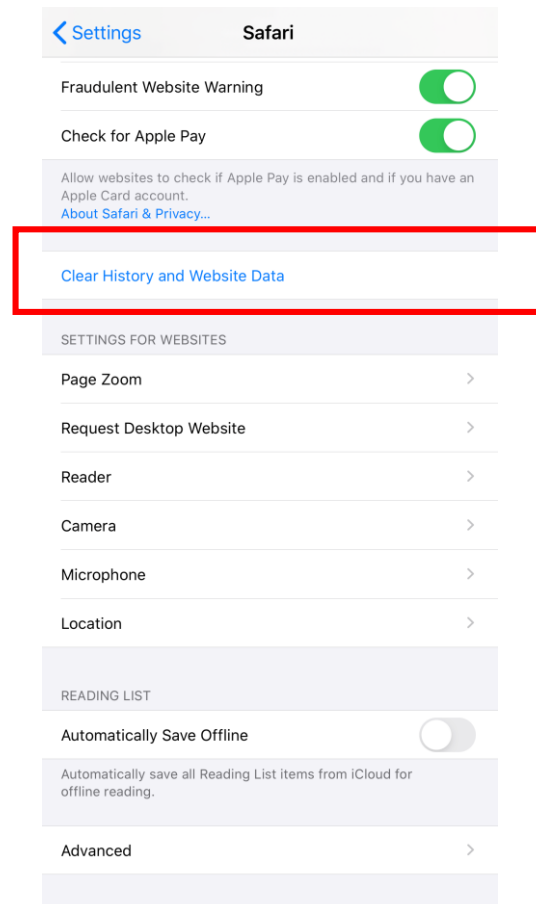 Settings Safari
Fraudulent Website Warning
Check for Apple Pay
Allow websites to check if Apple Pay is enabled and if you have an
Apple Card account.
About Safari & Privacy...
Clear History and Website Data
SETTINGS FOR WEBSITES
Page Zoom
Request Desktop Website
Reader
Camera
Microphone
Location
READING LIST
Automatically Save Offline
Automatically save all Reading List items from iCloud for
offline reading.
Advanced